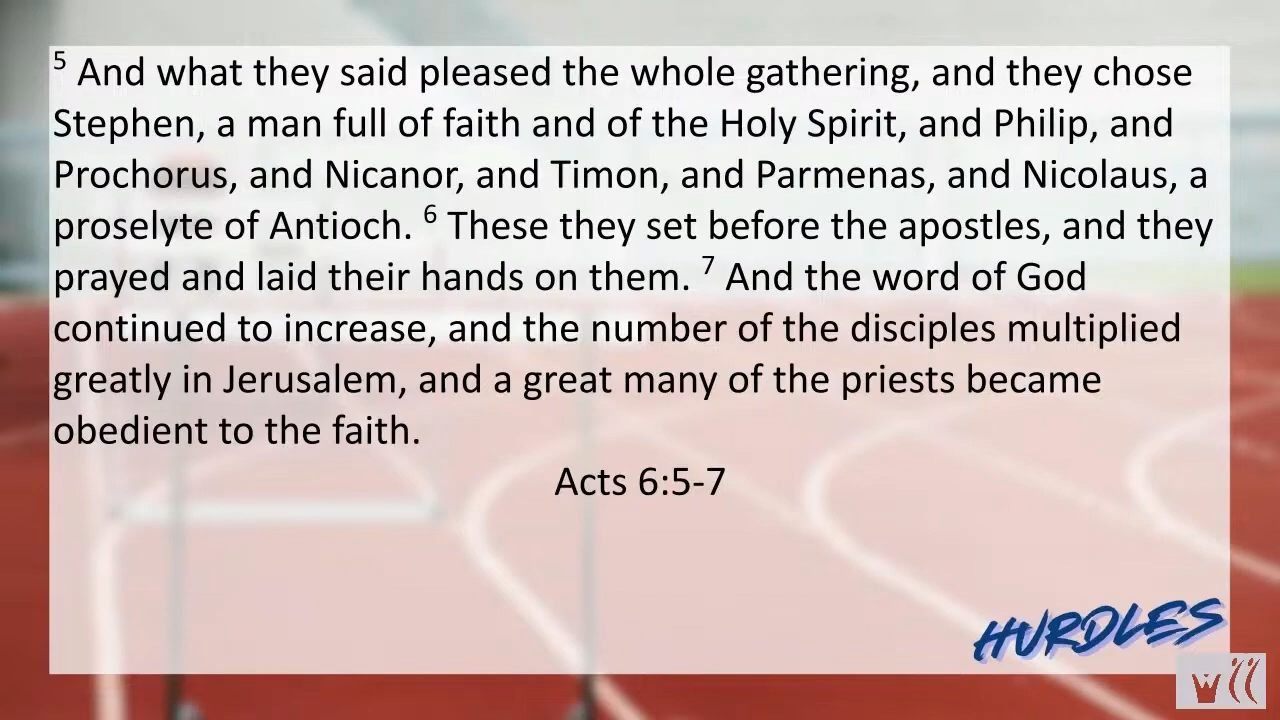 5 And what they said pleased the whole gathering, and they chose
Stephen, a man full of faith and of the Holy Spirit, and Philip, and
Prochorus, and Nicanor, and Timon, and Parmenas, and Nicolaus, a
proselyte of Antioch. 6 These they set before the apostles, and they
prayed and laid their hands on them. 7 And the word of God
continued to increase, and the number of the disciples multiplied
greatly in Jerusalem, and a great many of the priests became
obedient to the faith.
Acts 6:5-7
HURDLES